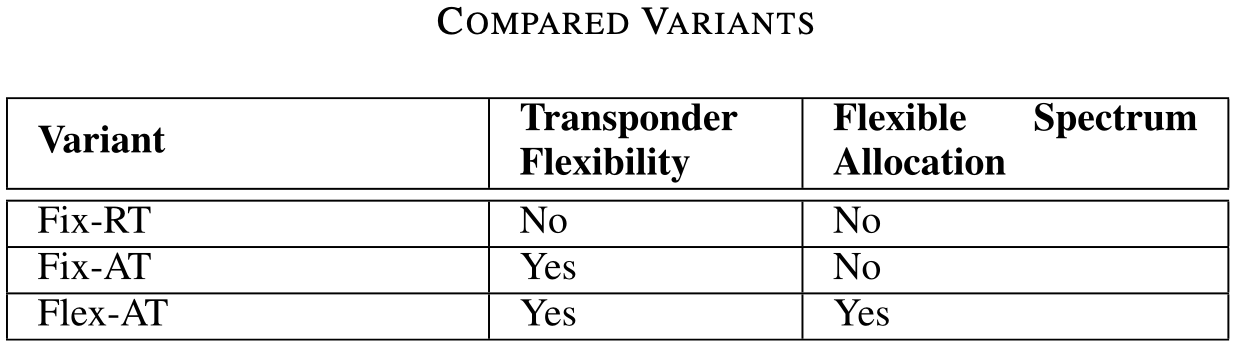 COMPARED VARIANTS
Variant
Transponder
Flexibility
Flexible Spectrum
Allocation
Fix-RT No No
Fix-AT Yes No
Flex-AT Yes Yes